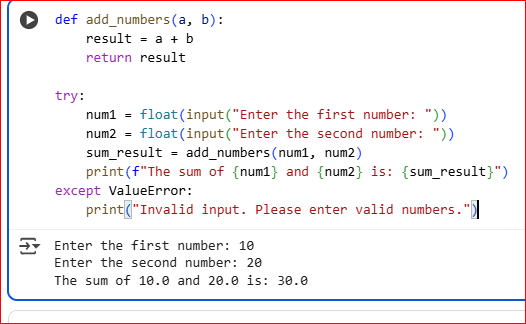 def add_numbers(a, b):
    result = a + b
    return result

try:
    num1 = float(input("Enter the first number: "))
    num2 = float(input("Enter the second number: "))
    sum_result = add_numbers(num1, num2)
    print(f"The sum of {num1} and {num2} is: {sum_result}")
except ValueError:
    print("Invalid input. Please enter valid numbers.")
Enter the first number: 10
Enter the second number: 20
The sum of 10.0 and 20.0 is: 30.0